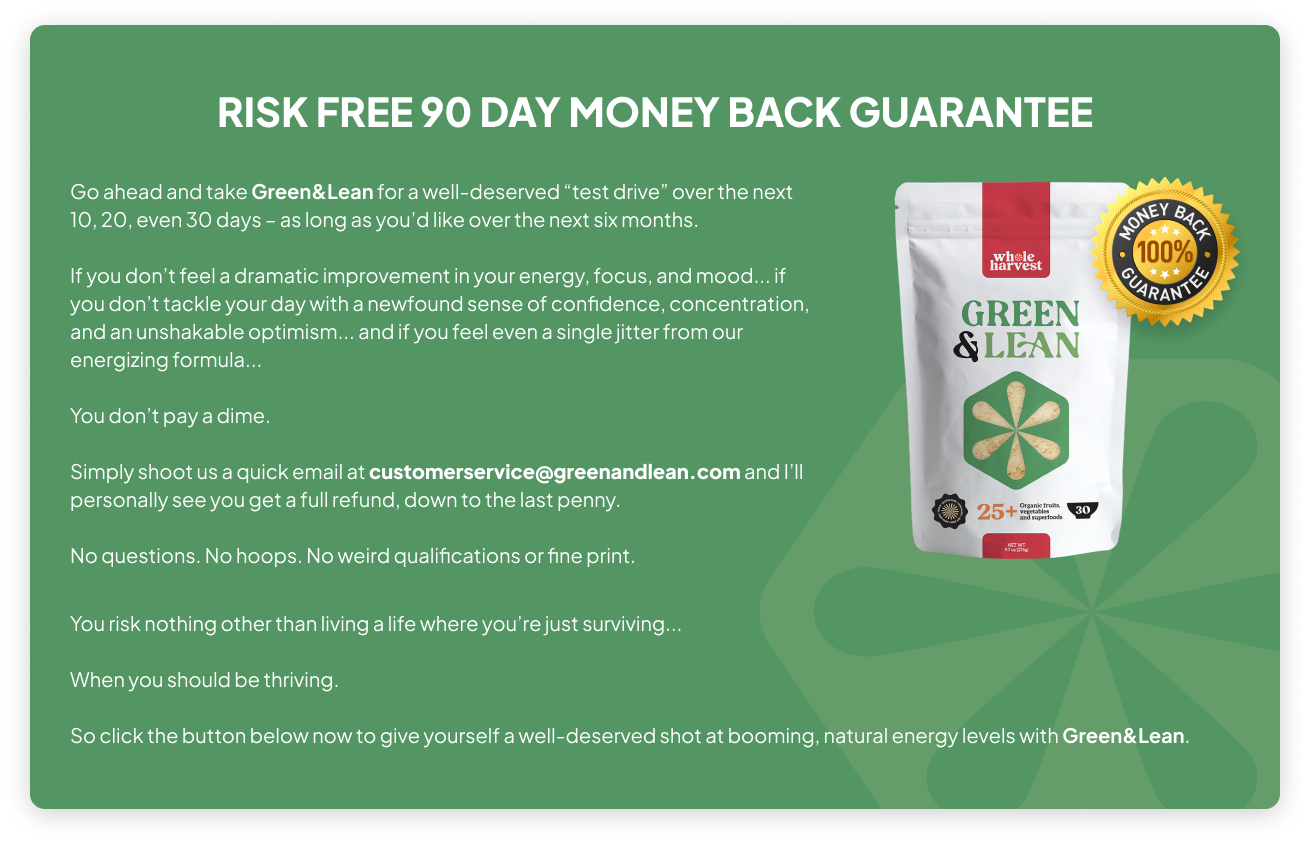 RISK FREE 90 DAY MONEY BACK GUARANTEE
Go ahead and take Green&Lean for a well-deserved “test drive” over the next
10, 20, even 30 days – as long as you’d like over the next six months.
If you don’t feel a dramatic improvement in your energy, focus, and mood... if
you don’t tackle your day with a newfound sense of confidence, concentration,
and an unshakable optimism... and if you feel even a single jitter from our
energizing formula...
You don’t pay a dime.
Simply shoot us a quick email at customerservice@greenandlean.com and I’ll
personally see you get a full refund, down to the last penny.
No questions. No hoops. No weird qualifications or fine print.
You risk nothing other than living a life where you’re just surviving...
When you should be thriving.
So click the button below now to give yourself a well-deserved shot at booming, natural energy levels with Green&Lean.
whole
harvest
GREEN
&LEAN
25+
Organic fruits,
vegetables
and superfoods
30
NET WT
MONEY BACK
100%
GUARANTEE